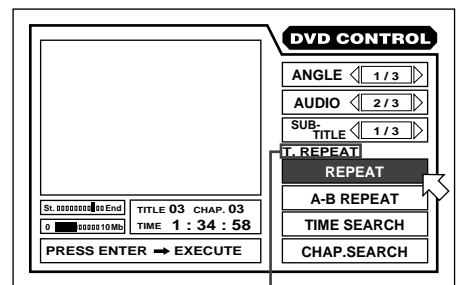 DVD CONTROL
ANGLE 1 / 3
AUDIO 2 / 3
SUB-TITLE 1 / 3
T. REPEAT
REPEAT
A-B REPEAT
TIME SEARCH
CHAP.SEARCH
St. End
0 10Mb
TITLE 03 CHAP. 03
TIME 1 : 34 : 58
PRESS ENTER → EXECUTE